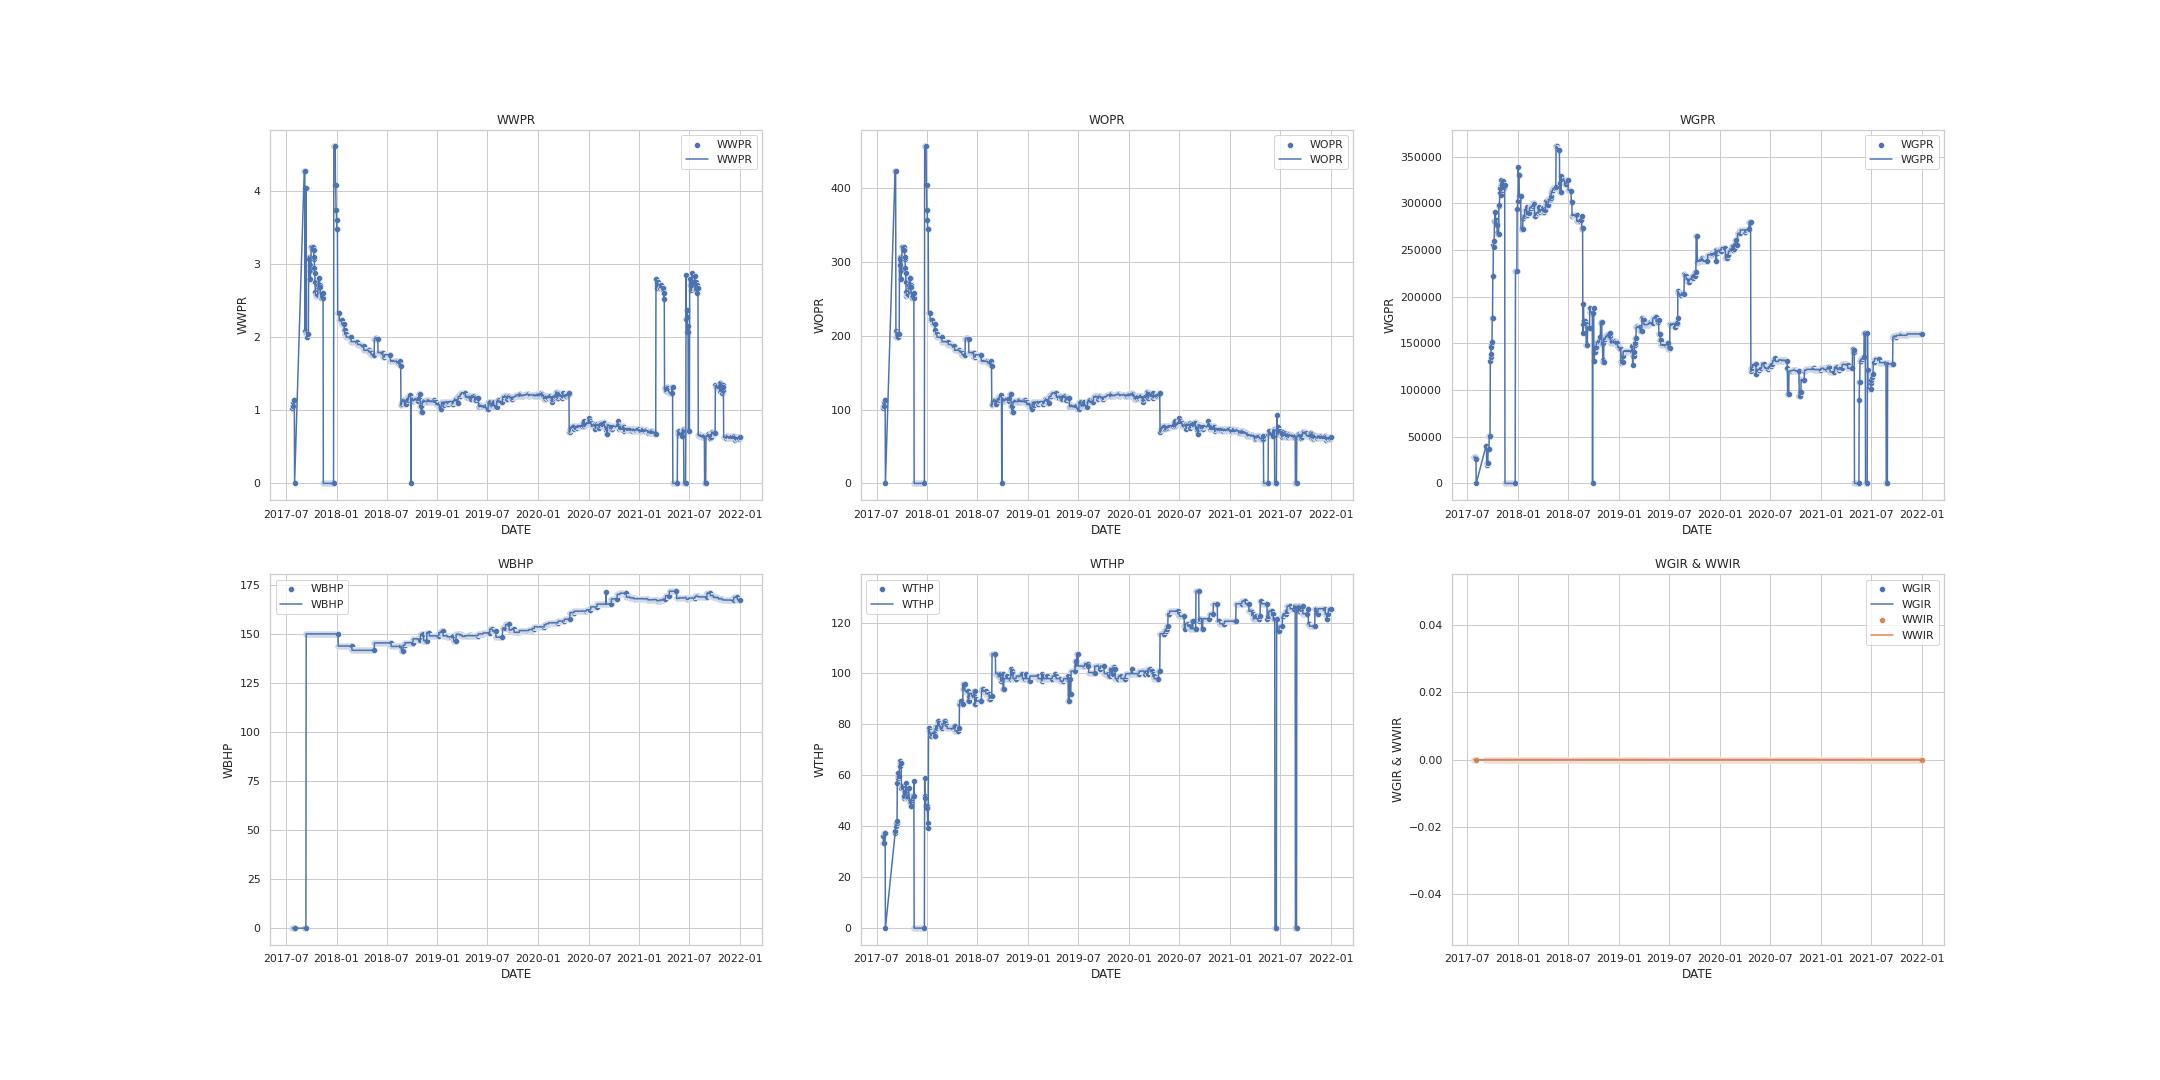 WWPR
WWPR
WWPR
4
3
2
1
0
WWPR
2017-07 2018-01 2018-07 2019-01 2019-07 2020-01 2020-07 2021-01 2021-07 2022-01
DATE
WOPR
WOPR
WOPR
400
300
200
100
0
WOPR
2017-07 2018-01 2018-07 2019-01 2019-07 2020-01 2020-07 2021-01 2021-07 2022-01
DATE
WGPR
WGPR
WGPR
350000
300000
250000
200000
150000
100000
50000
0
WGPR
2017-07 2018-01 2018-07 2019-01 2019-07 2020-01 2020-07 2021-01 2021-07 2022-01
DATE
WBHP
WBHP
WBHP
175
150
125
100
75
50
25
0
WBHP
2017-07 2018-01 2018-07 2019-01 2019-07 2020-01 2020-07 2021-01 2021-07 2022-01
DATE
WTHP
WTHP
WTHP
120
100
80
60
40
20
0
WTHP
2017-07 2018-01 2018-07 2019-01 2019-07 2020-01 2020-07 2021-01 2021-07 2022-01
DATE
WGIR & WWIR
WGIR
WGIR
WWIR
WWIR
0.04
0.02
0.00
−0.02
−0.04
WGIR & WWIR
2017-07 2018-01 2018-07 2019-01 2019-07 2020-01 2020-07 2021-01 2021-07 2022-01
DATE